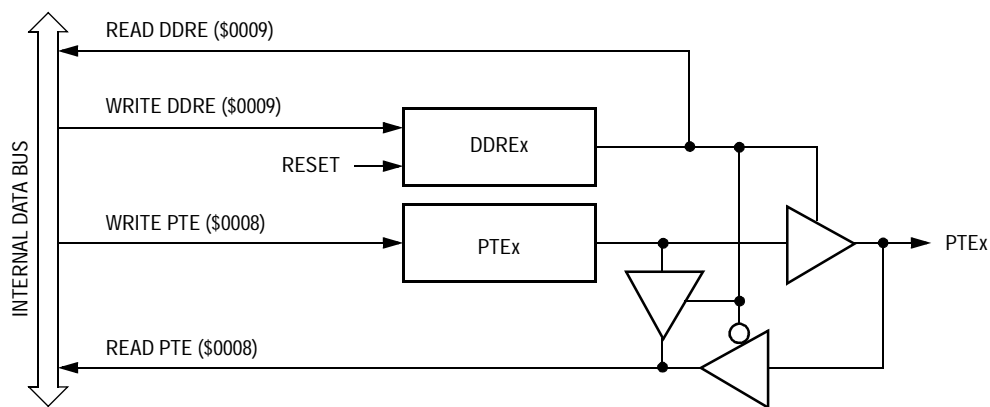 READ DDRE ($0009)
WRITE DDRE ($0009)
DDREx
RESET
INTERNAL DATA BUS
WRITE PTE ($0008)
PTEx
PTEx
READ PTE ($0008)